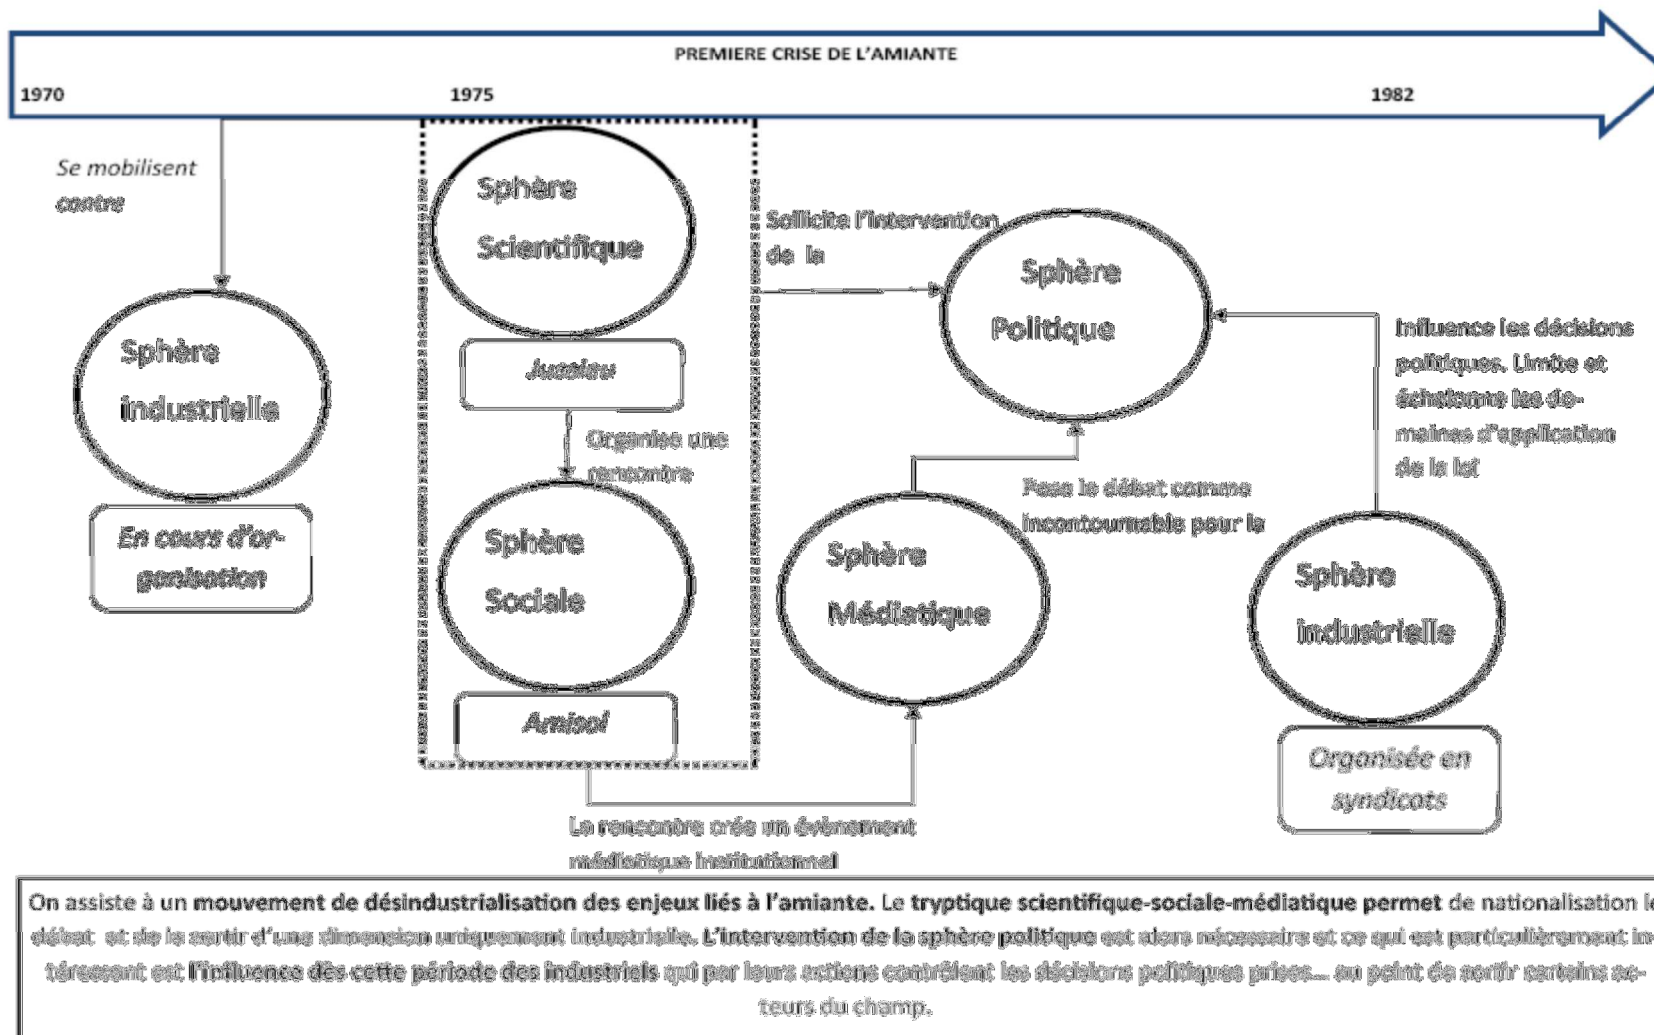 PREMIERE CRISE DE L'AMIANTE
1970
1975
1982
Se mobilisent
contre
Sphère
Scientifique
Sollicite l'intervention
de la
Sphère
Politique
Influence les décisions
politiques. Limite et
échelonne les do-
maines d'application
de la loi
Sphère
industrielle
Jussieu
Organise une
rencontre
En cours d'or-
ganisation
Sphère
Sociale
Pose le débat comme
incontournable pour la
Sphère
Médiatique
Sphère
industrielle
Amisol
Organisée en
syndicats
La rencontre crée un évènement
médiatique institutionnel
On assiste à un mouvement de désindustrialisation des enjeux liés à l'amiante. Le tryptique scientifique-sociale-médiatique permet de nationalisation le
débat et de le sortir d'une dimension uniquement industrielle. L'intervention de la sphère politique est alors nécessaire et ce qui est particulièrement in-
téressant est l'influence dès cette période des industriels qui par leurs actions contrôlent les décisions politiques prises... au point de sortir certains ac-
teurs du champ.